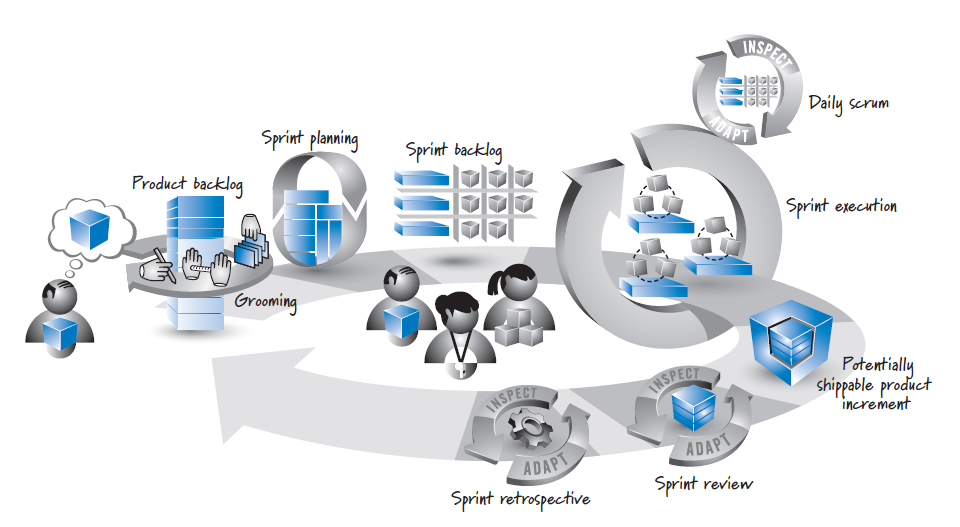 INSPECT
ADAPT
Daily scrum
Sprint planning
Sprint backlog
Product backlog
Sprint execution
Grooming
Potentially
shippable product
increment
INSPECT
ADAPT
Sprint retrospective
INSPECT
ADAPT
Sprint review